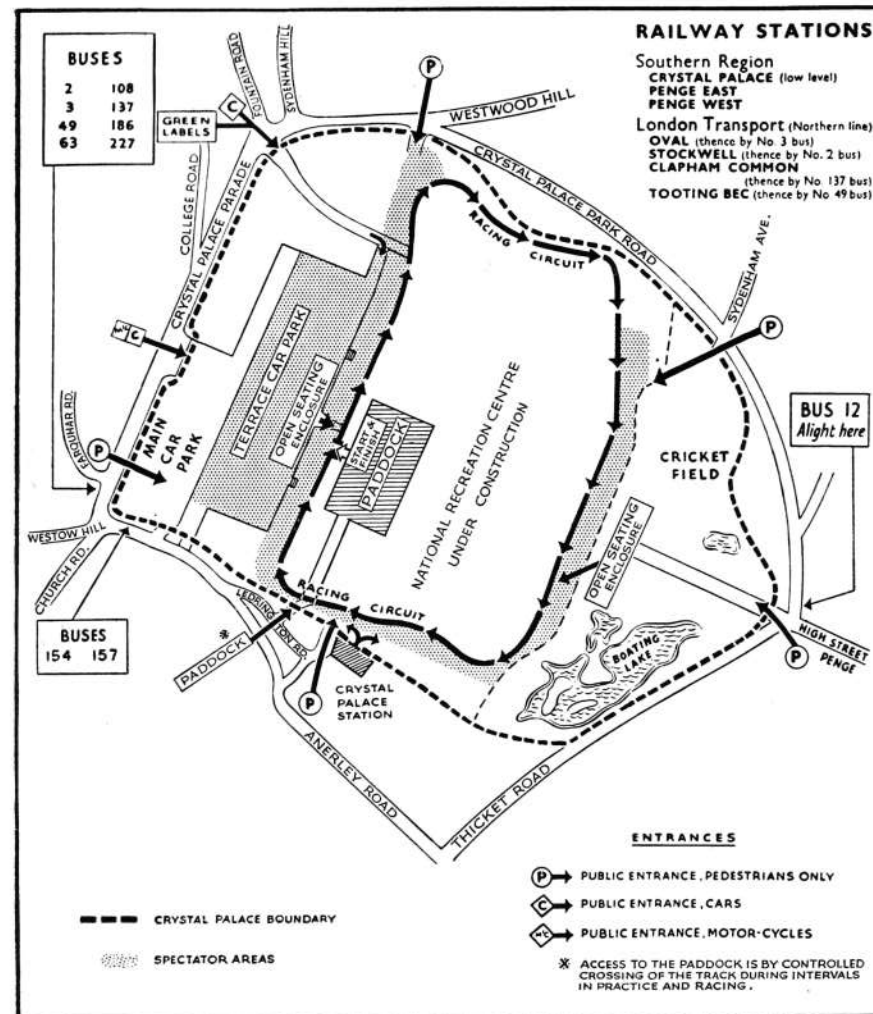 BUSES
2 108
3 137
49 186
63 227
FOUNTAIN ROAD
SYDENHAM HILL
C
GREEN LABELS
P
WESTWOOD HILL
RAILWAY STATIONS
Southern Region
CRYSTAL PALACE (low level)
PENGE EAST
PENGE WEST
London Transport (Northern line)
OVAL (thence by No. 3 bus)
STOCKWELL (thence by No. 2 bus)
CLAPHAM COMMON
(thence by No. 137 bus)
TOOTING BEC (thence by No 49 bus)
COLLEGE ROAD
CRYSTAL PALACE PARADE
CRYSTAL PALACE PARK ROAD
RACING
CIRCUIT
SYDENHAM AVE.
M/C C
P
TERRACE CAR PARK
OPEN SEATING
ENCLOSURE
START &
FINISH
PADDOCK
NATIONAL RECREATION CENTRE
UNDER CONSTRUCTION
BUS 12
Alight here
FARQUHAR RD.
MAIN
CAR
PARK
P
CRICKET
FIELD
WESTOW HILL
CHURCH RD.
OPEN SEATING
ENCLOSURE
RACING
CIRCUIT
BUSES
154 157
LEDRINGTON RD.
※
PADDOCK
P
CRYSTAL
PALACE
STATION
BOATING
LAKE
HIGH STREET
PENGE
P
ANERLEY ROAD
THICKET ROAD
ENTRANCES
P PUBLIC ENTRANCE, PEDESTRIANS ONLY
C PUBLIC ENTRANCE, CARS
M/C PUBLIC ENTRANCE, MOTOR-CYCLES
※ ACCESS TO THE PADDOCK IS BY CONTROLLED
CROSSING OF THE TRACK DURING INTERVALS
IN PRACTICE AND RACING.
CRYSTAL PALACE BOUNDARY
SPECTATOR AREAS